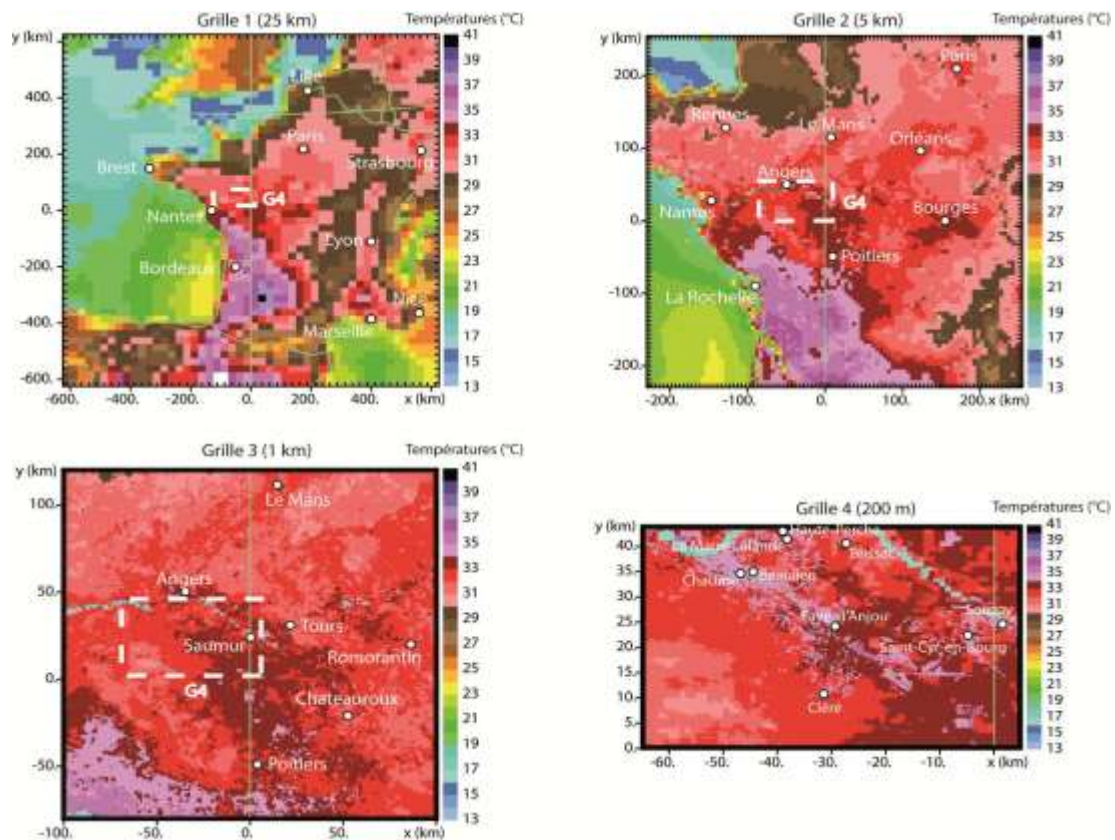 Grille 1 (25 km)
Températures (°C)
y (km)
41
39
37
35
33
31
29
27
25
23
21
19
17
15
13
400.
200.
0.
-200.
-400.
-600.
Lille
Paris
Strasbourg
Brest
G4
Nantes
Lyon
Bordeaux
Nice
Marseille
-600.
-400.
-200.
0.
200.
400.
x (km)
Grille 2 (5 km)
Températures (°C)
y (km)
41
39
37
35
33
31
29
27
25
23
21
19
17
15
13
200.
100.
0.
-100.
-200.
Paris
Rennes
Le Mans
Orléans
Angers
G4
Nantes
Bourges
Poitiers
La Rochelle
-200.
-100.
0.
100.
200.
x (km)
Grille 3 (1 km)
Températures (°C)
y (km)
41
39
37
35
33
31
29
27
25
23
21
19
17
15
13
100.
50.
0.
-50.
Le Mans
Angers
Tours
Saumur
Romorantin
G4
Chateauroux
Poitiers
-100.
-50.
0.
50.
x (km)
Grille 4 (200 m)
Températures (°C)
y (km)
41
39
37
35
33
31
29
27
25
23
21
19
17
15
13
40.
35.
30.
25.
20.
15.
10.
5.
0.
Beaulieu
Faye d'Anjou
Souzay
Saint-Cyr-en-Bourg
Cléré
-60.
-50.
-40.
-30.
-20.
-10.
x (km)